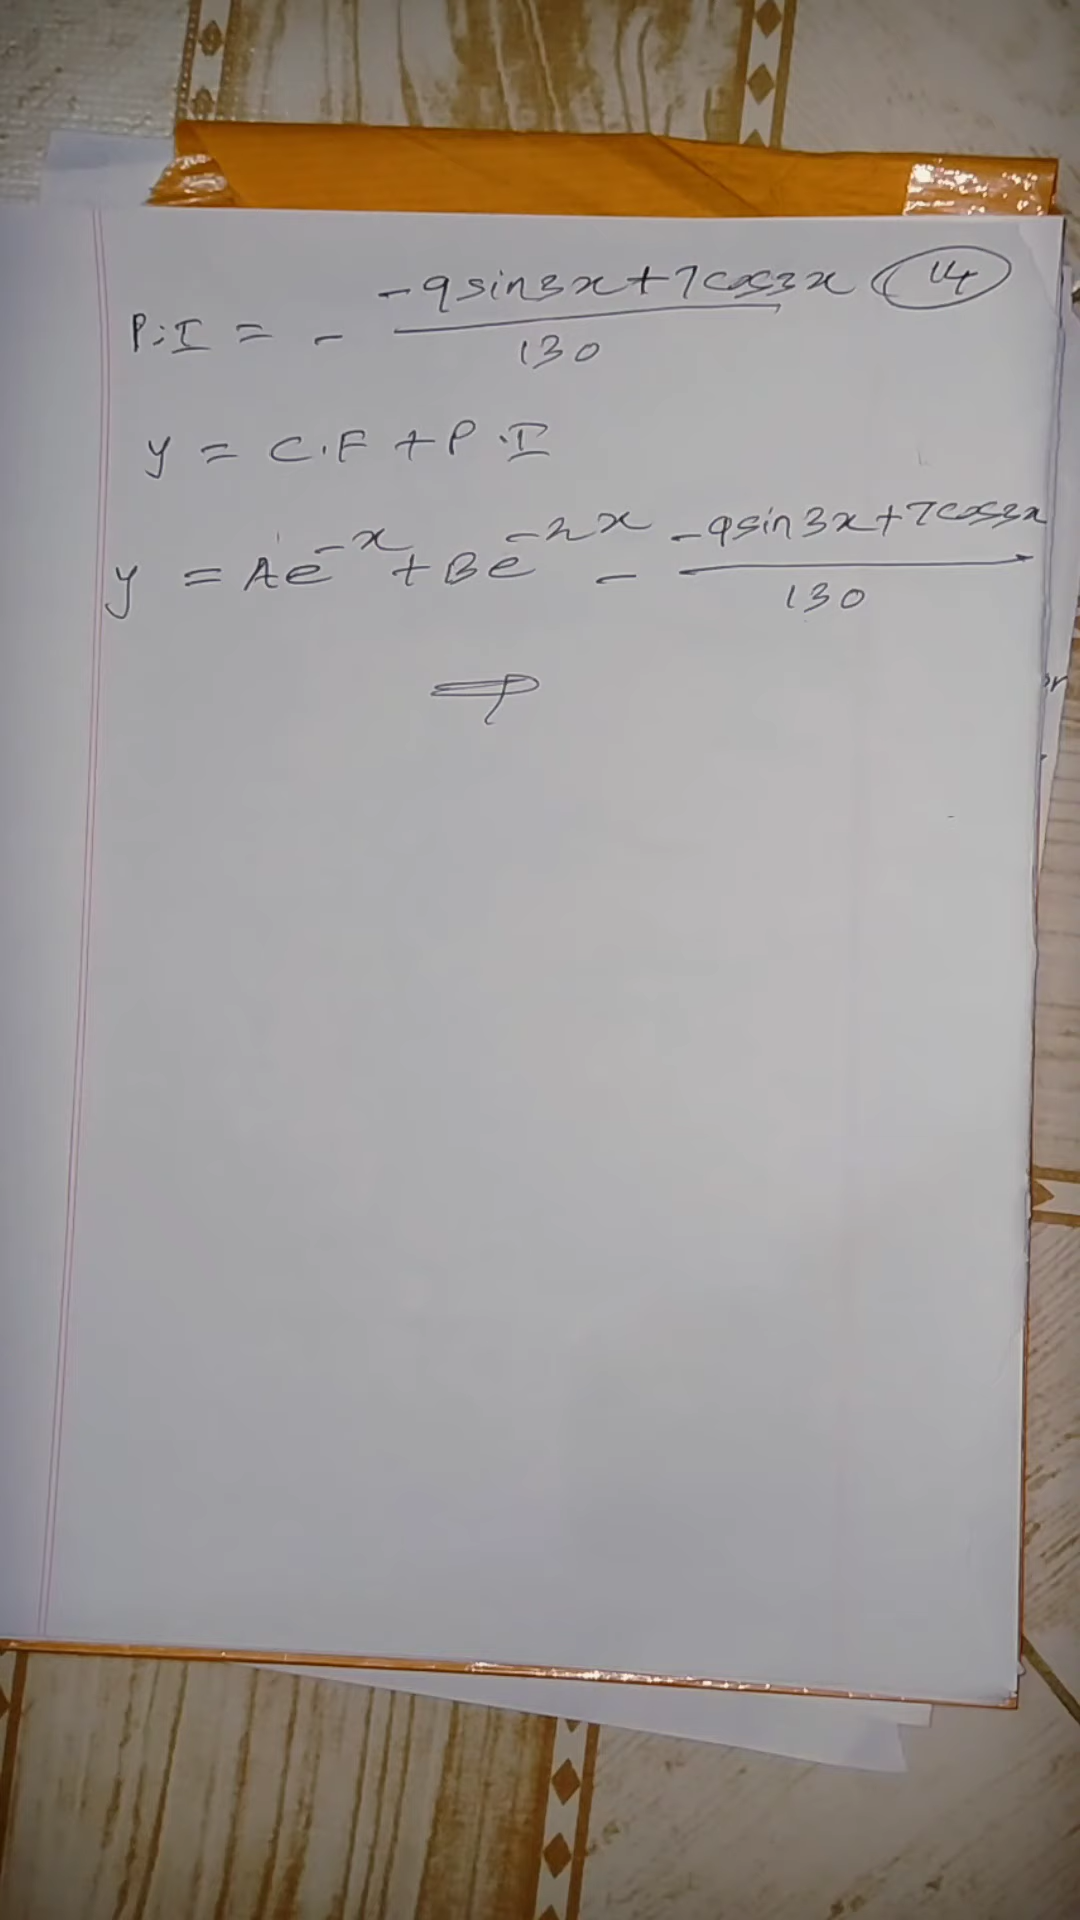 P.I = - (-9sin3x+7cos3x)/130 (14)
y = C.F + P.I
y = Ae^-x + Be^-2x - (-9sin3x+7cos3x)/130